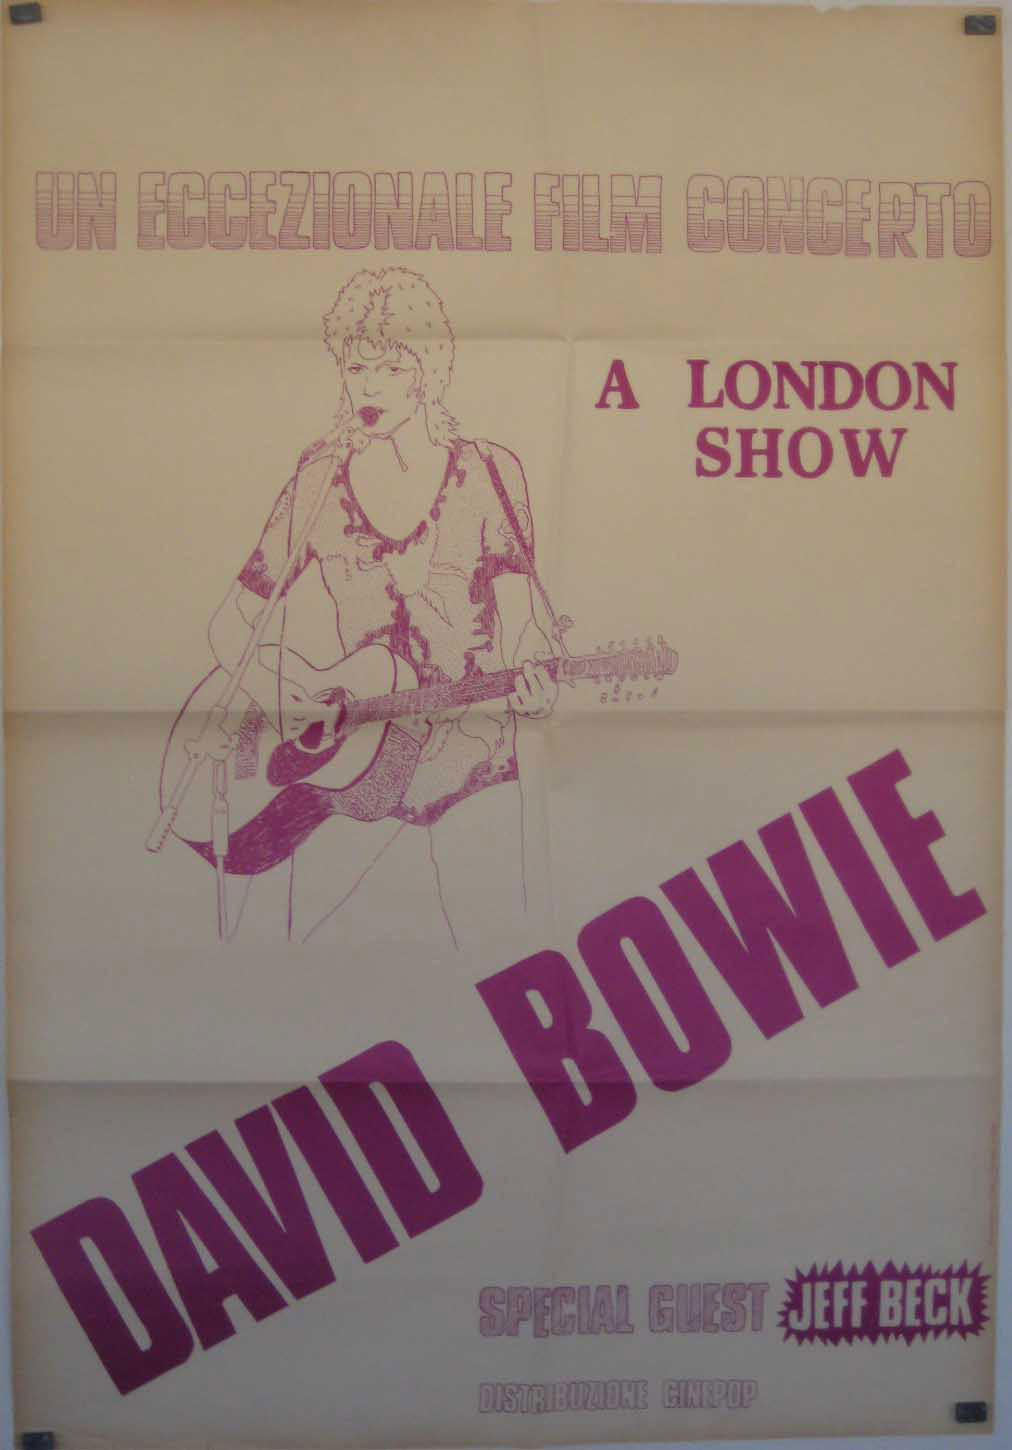 UN ECCEZIONALE FILM CONCERTO
A LONDON
SHOW
DAVID BOWIE
SPECIAL GUEST JEFF BECK
DISTRIBUZIONE CINEPOP